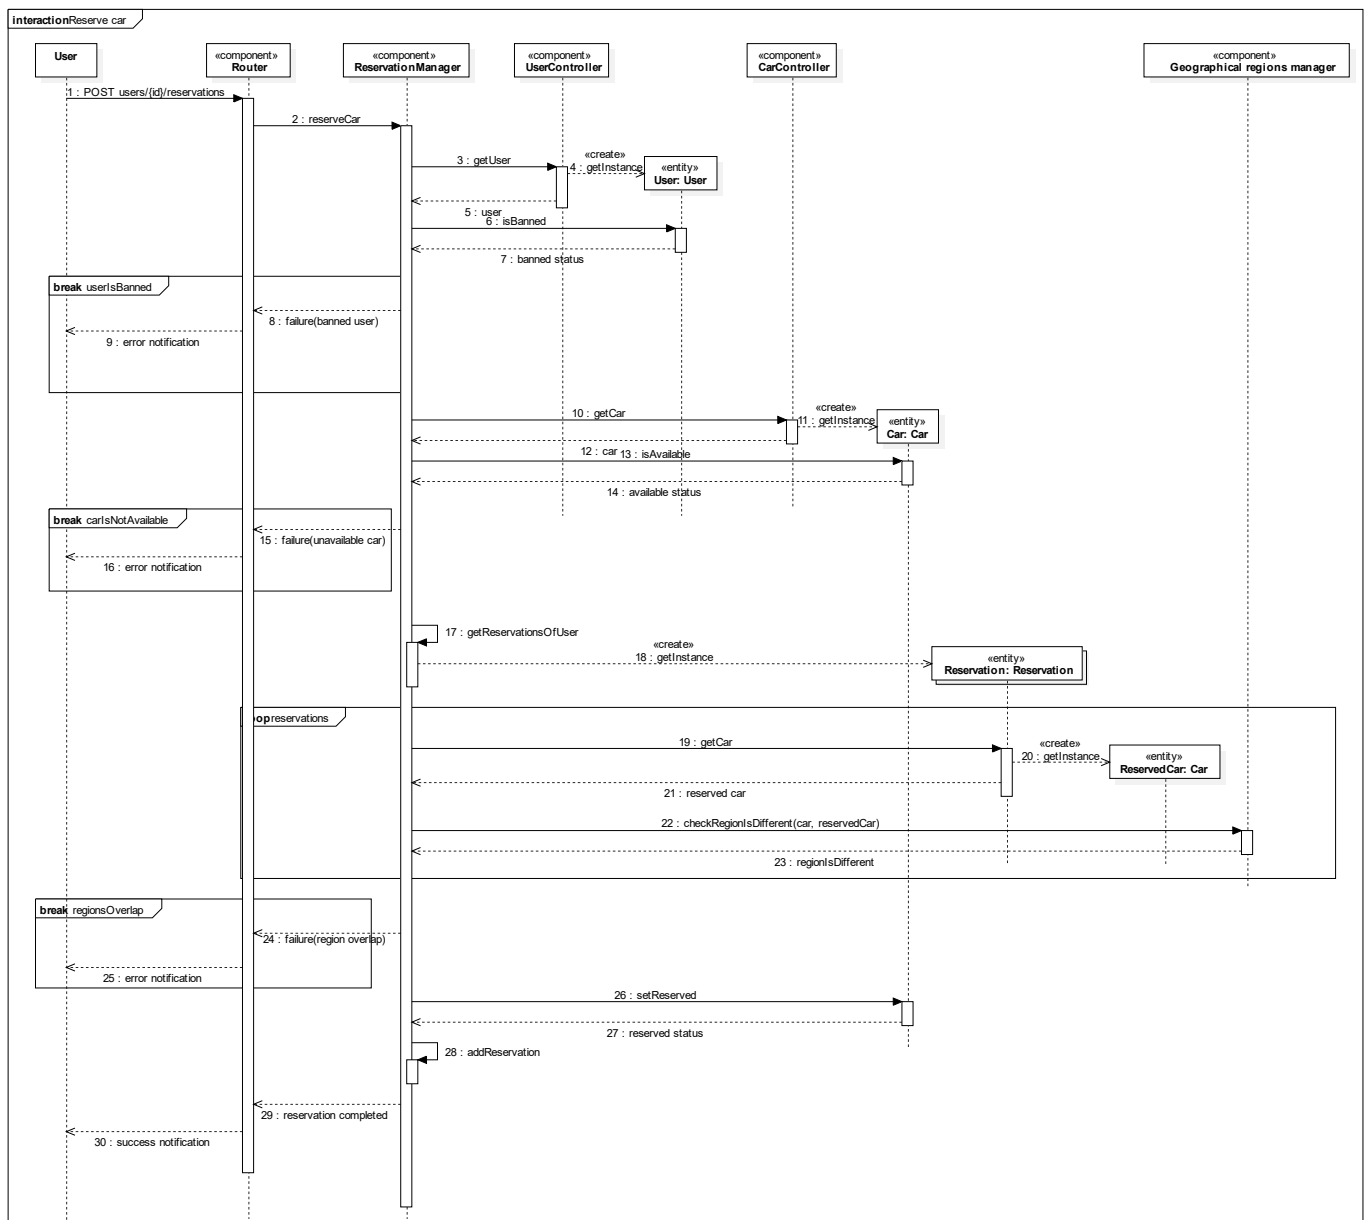 interactionReserve car
User
«component»
Router
«component»
ReservationManager
«component»
UserController
«component»
CarController
«component»
Geographical regions manager
1 : POST users/{id}/reservations
2 : reserveCar
3 : getUser
«create»
4 : getInstance
«entity»
User: User
5 : user
6 : isBanned
7 : banned status
break userIsBanned
8 : failure(banned user)
9 : error notification
10 : getCar
«create»
11 : getInstance
«entity»
Car: Car
12 : car
13 : isAvailable
14 : available status
break carIsNotAvailable
15 : failure(unavailable car)
16 : error notification
17 : getReservationsOfUser
«create»
18 : getInstance
«entity»
Reservation: Reservation
oopreservations
19 : getCar
«create»
20 : getInstance
«entity»
ReservedCar: Car
21 : reserved car
22 : checkRegionIsDifferent(car, reservedCar)
23 : regionIsDifferent
break regionsOverlap
24 : failure(region overlap)
25 : error notification
26 : setReserved
27 : reserved status
28 : addReservation
29 : reservation completed
30 : success notification